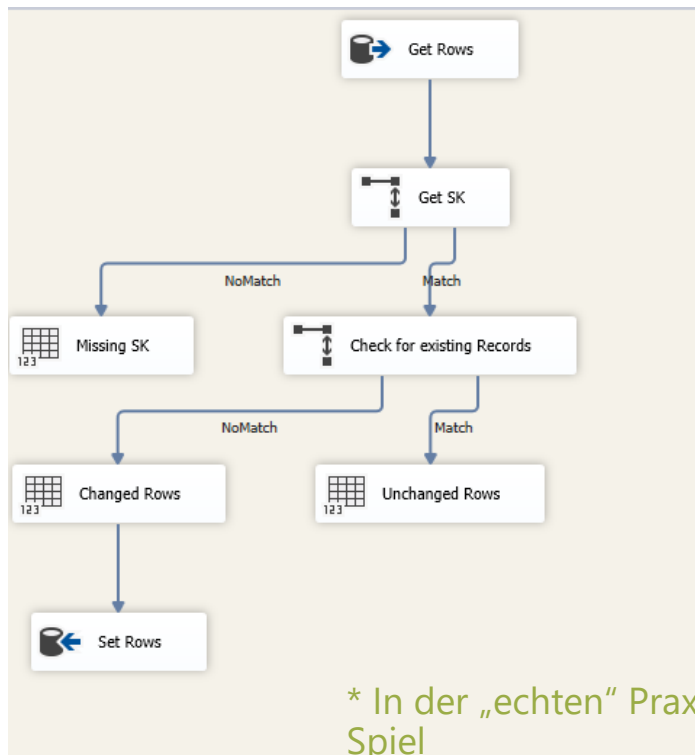 Get Rows
Get SK
NoMatch
Match
Missing SK
Check for existing Records
NoMatch
Match
Changed Rows
Unchanged Rows
Set Rows
* In der „echten“
Spiel